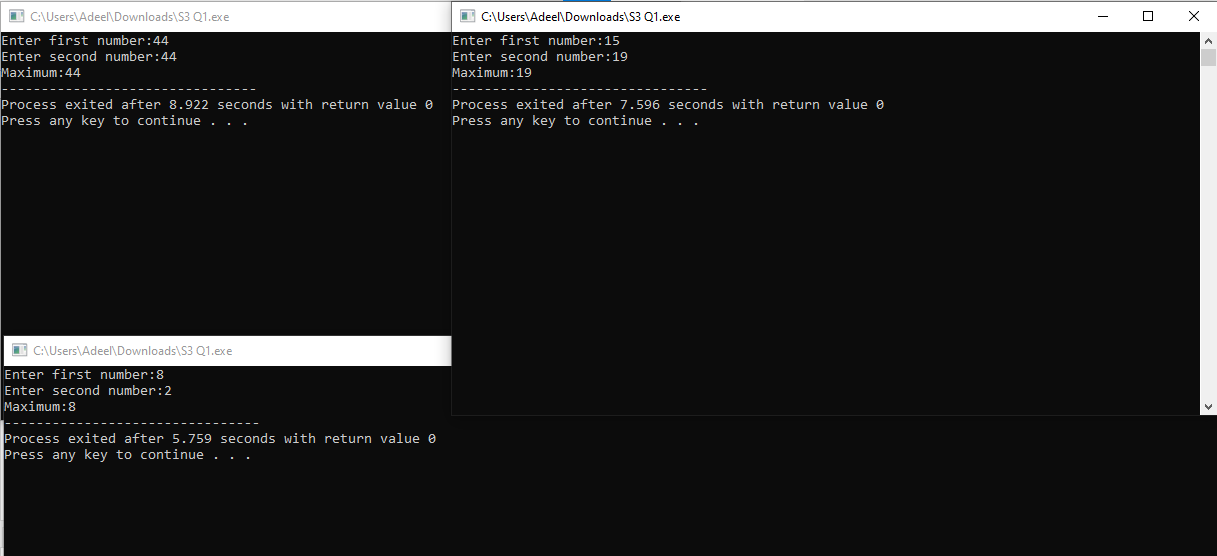 C:\Users\Adeel\Downloads\S3 Q1.exe
Enter first number:44
Enter second number:44
Maximum:44
--------------------------------
Process exited after 8.922 seconds with return value 0
Press any key to continue . . .
C:\Users\Adeel\Downloads\S3 Q1.exe
Enter first number:15
Enter second number:19
Maximum:19
--------------------------------
Process exited after 7.596 seconds with return value 0
Press any key to continue . . .
C:\Users\Adeel\Downloads\S3 Q1.exe
Enter first number:8
Enter second number:2
Maximum:8
--------------------------------
Process exited after 5.759 seconds with return value 0
Press any key to continue . . .